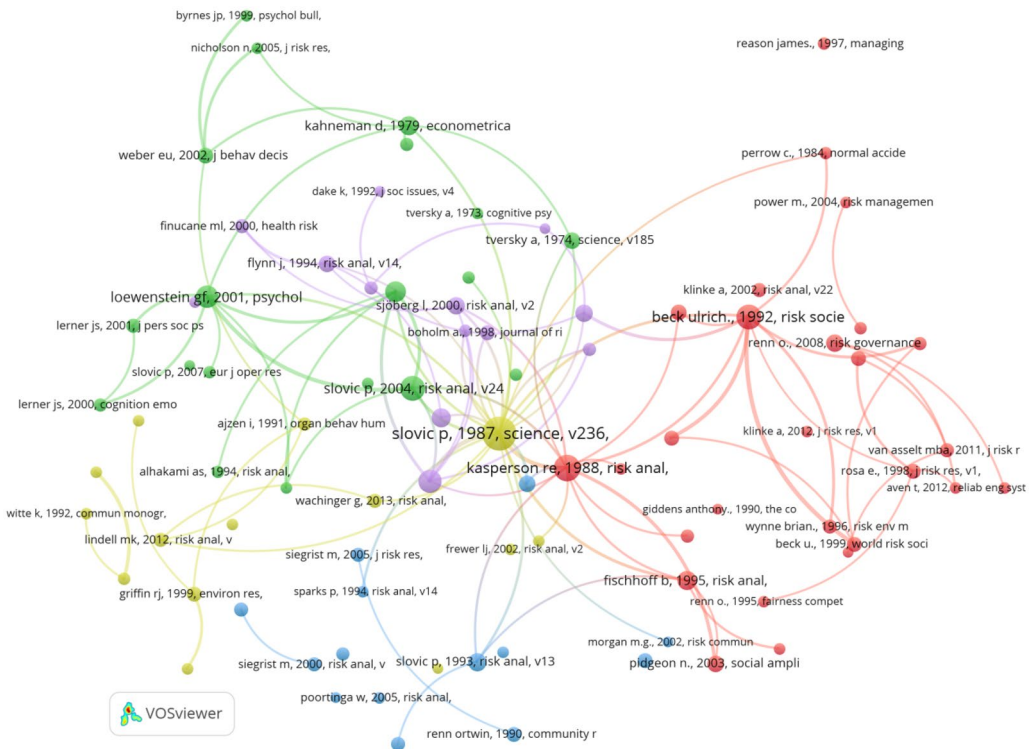 byrnes jp, 1999, psychol bull,
nicholson n, 2005, j risk res,
reason james., 1997, managing
kahneman d, 1979, econometrica
weber eu, 2002, j behav decis
perrow c., 1984, normal accide
dake k, 1992, j soc issues, v4
power m., 2004, risk managemen
tversky a, 1973, cognitive psy
finucane ml, 2000, health risk
tversky a, 1974, science, v185
flynn j, 1994, risk anal, v14,
klinke a, 2002, risk anal, v22
loewenstein gf, 2001, psychol
sjöberg l, 2000, risk anal, v2
beck ulrich., 1992, risk socie
lerner js, 2001, j pers soc ps
boholm a., 1998, journal of ri
renn o., 2008, risk governance
slovic p, 2007, eur j oper res
slovic p, 2004, risk anal, v24
lerner js, 2000, cognition emo
ajzen i, 1991, organ behav hum
slovic p, 1987, science, v236,
klinke a, 2012, j risk res, v1
van asselt mba, 2011, j risk r
alhakami as, 1994, risk anal,
kasperson re, 1988, risk anal,
rosa e., 1998, j risk res, v1,
aven t, 2012, reliab eng syst
wachinger g, 2013, risk anal,
giddens anthony., 1990, the co
witte k, 1992, commun monogr,
wynne brian., 1996, risk env m
lindell mk, 2012, risk anal, v
beck u., 1999, world risk soci
siegrist m, 2005, j risk res,
frewer lj, 2002, risk anal, v2
fischhoff b, 1995, risk anal,
griffin rj, 1999, environ res,
sparks p, 1994, risk anal, v14
renn o., 1995, fairness compet
morgan m.g., 2002, risk commun
siegrist m, 2000, risk anal, v
slovic p, 1993, risk anal, v13
pidgeon n., 2003, social ampli
poortinga w, 2005, risk anal,
VOSviewer
renn ortwin, 1990, community r